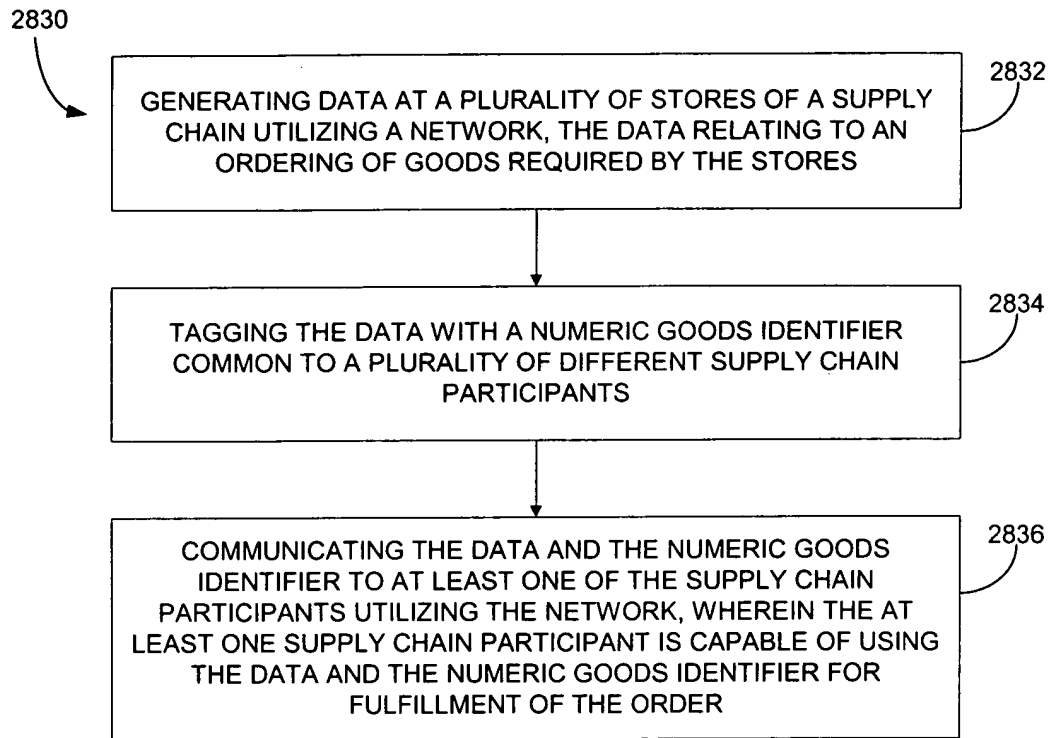 2830
2832
GENERATING DATA AT A PLURALITY OF STORES OF A SUPPLY
CHAIN UTILIZING A NETWORK, THE DATA RELATING TO AN
ORDERING OF GOODS REQUIRED BY THE STORES
2834
TAGGING THE DATA WITH A NUMERIC GOODS IDENTIFIER
COMMON TO A PLURALITY OF DIFFERENT SUPPLY CHAIN
PARTICIPANTS
2836
COMMUNICATING THE DATA AND THE NUMERIC GOODS
IDENTIFIER TO AT LEAST ONE OF THE SUPPLY CHAIN
PARTICIPANTS UTILIZING THE NETWORK, WHEREIN THE AT
LEAST ONE SUPPLY CHAIN PARTICIPANT IS CAPABLE OF USING
THE DATA AND THE NUMERIC GOODS IDENTIFIER FOR
FULFILLMENT OF THE ORDER